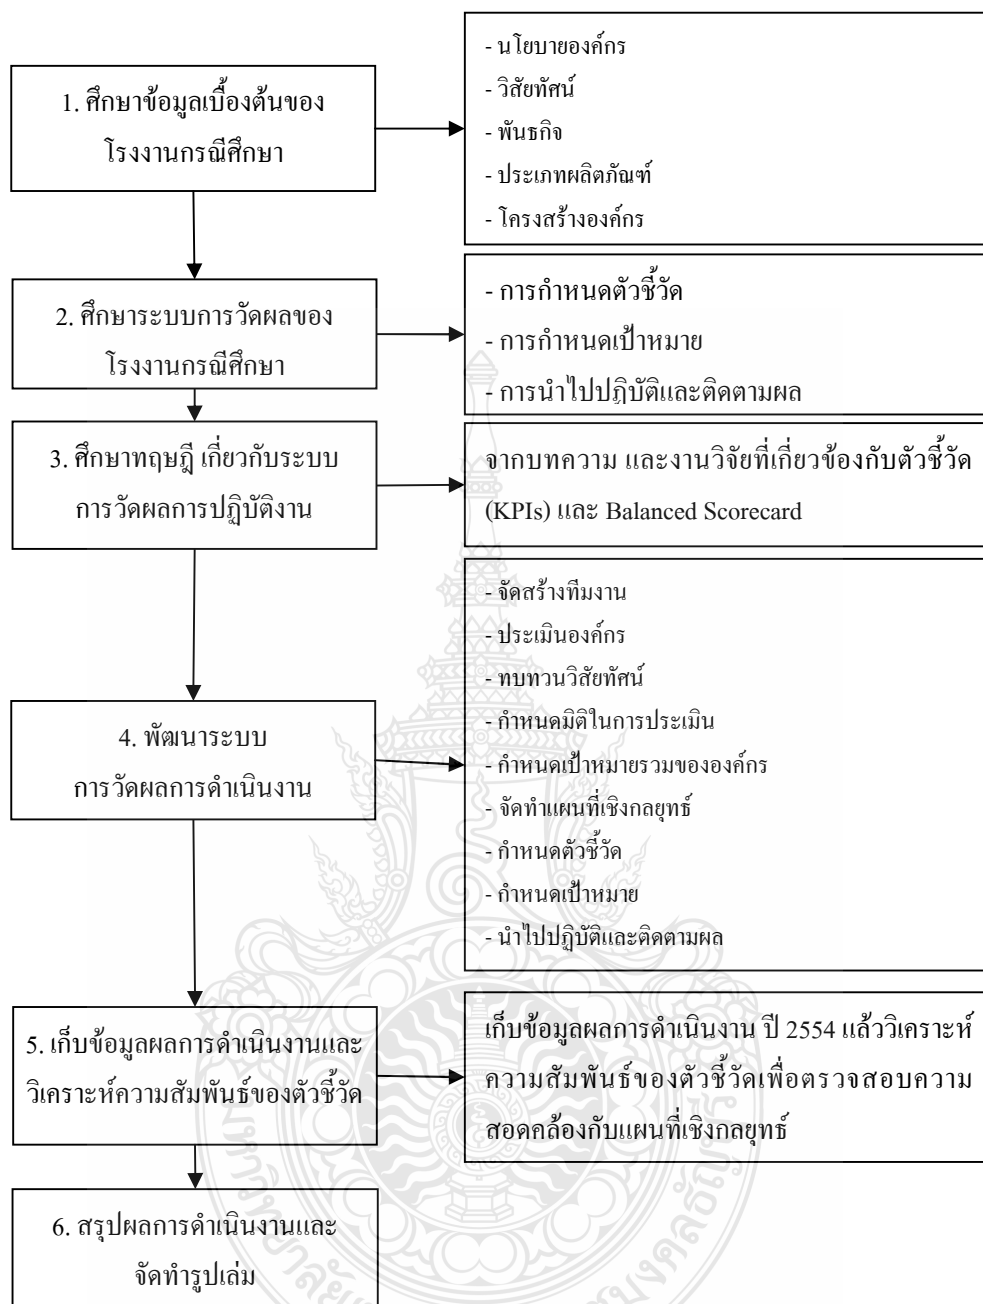 1. ศึกษาข้อมูลเบื้องต้นของ
โรงงานกรณีศึกษา
- นโยบายองค์กร
- วิสัยทัศน์
- พันธกิจ
- ประเภทผลิตภัณฑ์
- โครงสร้างองค์กร
2. ศึกษาระบบการวัดผลของ
โรงงานกรณีศึกษา
- การกำหนดตัวชี้วัด
- การกำหนดเป้าหมาย
- การนำไปปฏิบัติและติดตามผล
3. ศึกษาทฤษฎี เกี่ยวกับระบบ
การวัดผลการปฏิบัติงาน
จากบทความ และงานวิจัยที่เกี่ยวข้องกับตัวชี้วัด
(KPIs) และ Balanced Scorecard
4. พัฒนาระบบ
การวัดผลการดำเนินงาน
- จัดสร้างทีมงาน
- ประเมินองค์กร
- ทบทวนวิสัยทัศน์
- กำหนดมิติในการประเมิน
- กำหนดเป้าหมายรวมขององค์กร
- จัดทำแผนที่เชิงกลยุทธ์
- กำหนดตัวชี้วัด
- กำหนดเป้าหมาย
- นำไปปฏิบัติและติดตามผล
5. เก็บข้อมูลผลการดำเนินงานและ
วิเคราะห์ความสัมพันธ์ของตัวชี้วัด
เก็บข้อมูลผลการดำเนินงาน ปี 2554 แล้ววิเคราะห์
ความสัมพันธ์ของตัวชี้วัดเพื่อตรวจสอบความ
สอดคล้องกับแผนที่เชิงกลยุทธ์
6. สรุปผลการดำเนินงานและ
จัดทำรูปเล่ม